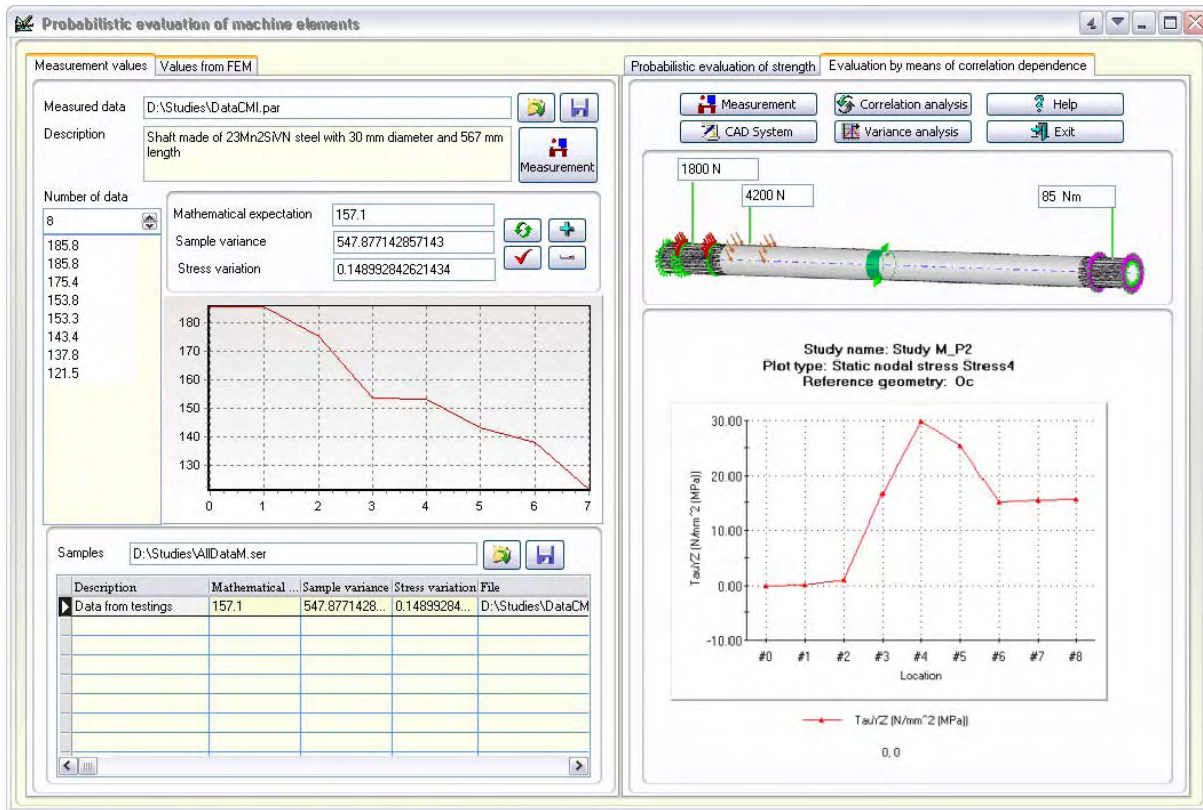 Probabilistic evaluation of machine elements
Measurement values
Values from FEM
Measured data
D:\Studies\DataCMI.par
Description
Shaft made of 23Mn2SiVN steel with 30 mm diameter and 567 mm
length
Measurement
Number of data
8
185.8
185.8
175.4
153.8
153.3
143.4
137.8
121.5
Mathematical expectation
157.1
Sample variance
547.877142857143
Stress variation
0.148992842621434
180
170
160
150
140
130
0 1 2 3 4 5 6 7
Samples
D:\Studies\AllDataM.ser
Description Mathematical ... Sample variance Stress variation File
Data from testings 157.1 547.8771428... 0.14899284... D:\Studies\DataCM
Probabilistic evaluation of strength
Evaluation by means of correlation dependence
Measurement
Correlation analysis
Help
CAD System
Variance analysis
Exit
1800 N
4200 N
85 Nm
Study name: Study M_P2
Plot type: Static nodal stress Stress4
Reference geometry: Oc
TauYZ (N/mm^2 (MPa))
30.00
20.00
10.00
0.00
-10.00
#0 #1 #2 #3 #4 #5 #6 #7 #8
Location
TauYZ (N/mm^2 (MPa))
0, 0